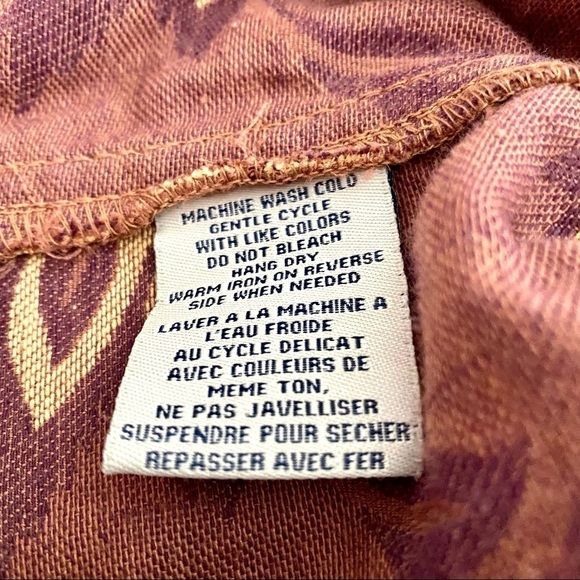 MACHINE WASH COLD
GENTLE CYCLE
WITH LIKE COLORS
DO NOT BLEACH
HANG DRY
WARM IRON ON REVERSE
SIDE WHEN NEEDED
LAVER A LA MACHINE A
L'EAU FROIDE
AU CYCLE DELICAT
AVEC COULEURS DE
MEME TON,
NE PAS JAVELLISER
SUSPENDRE POUR SECHER
REPASSER AVEC FER